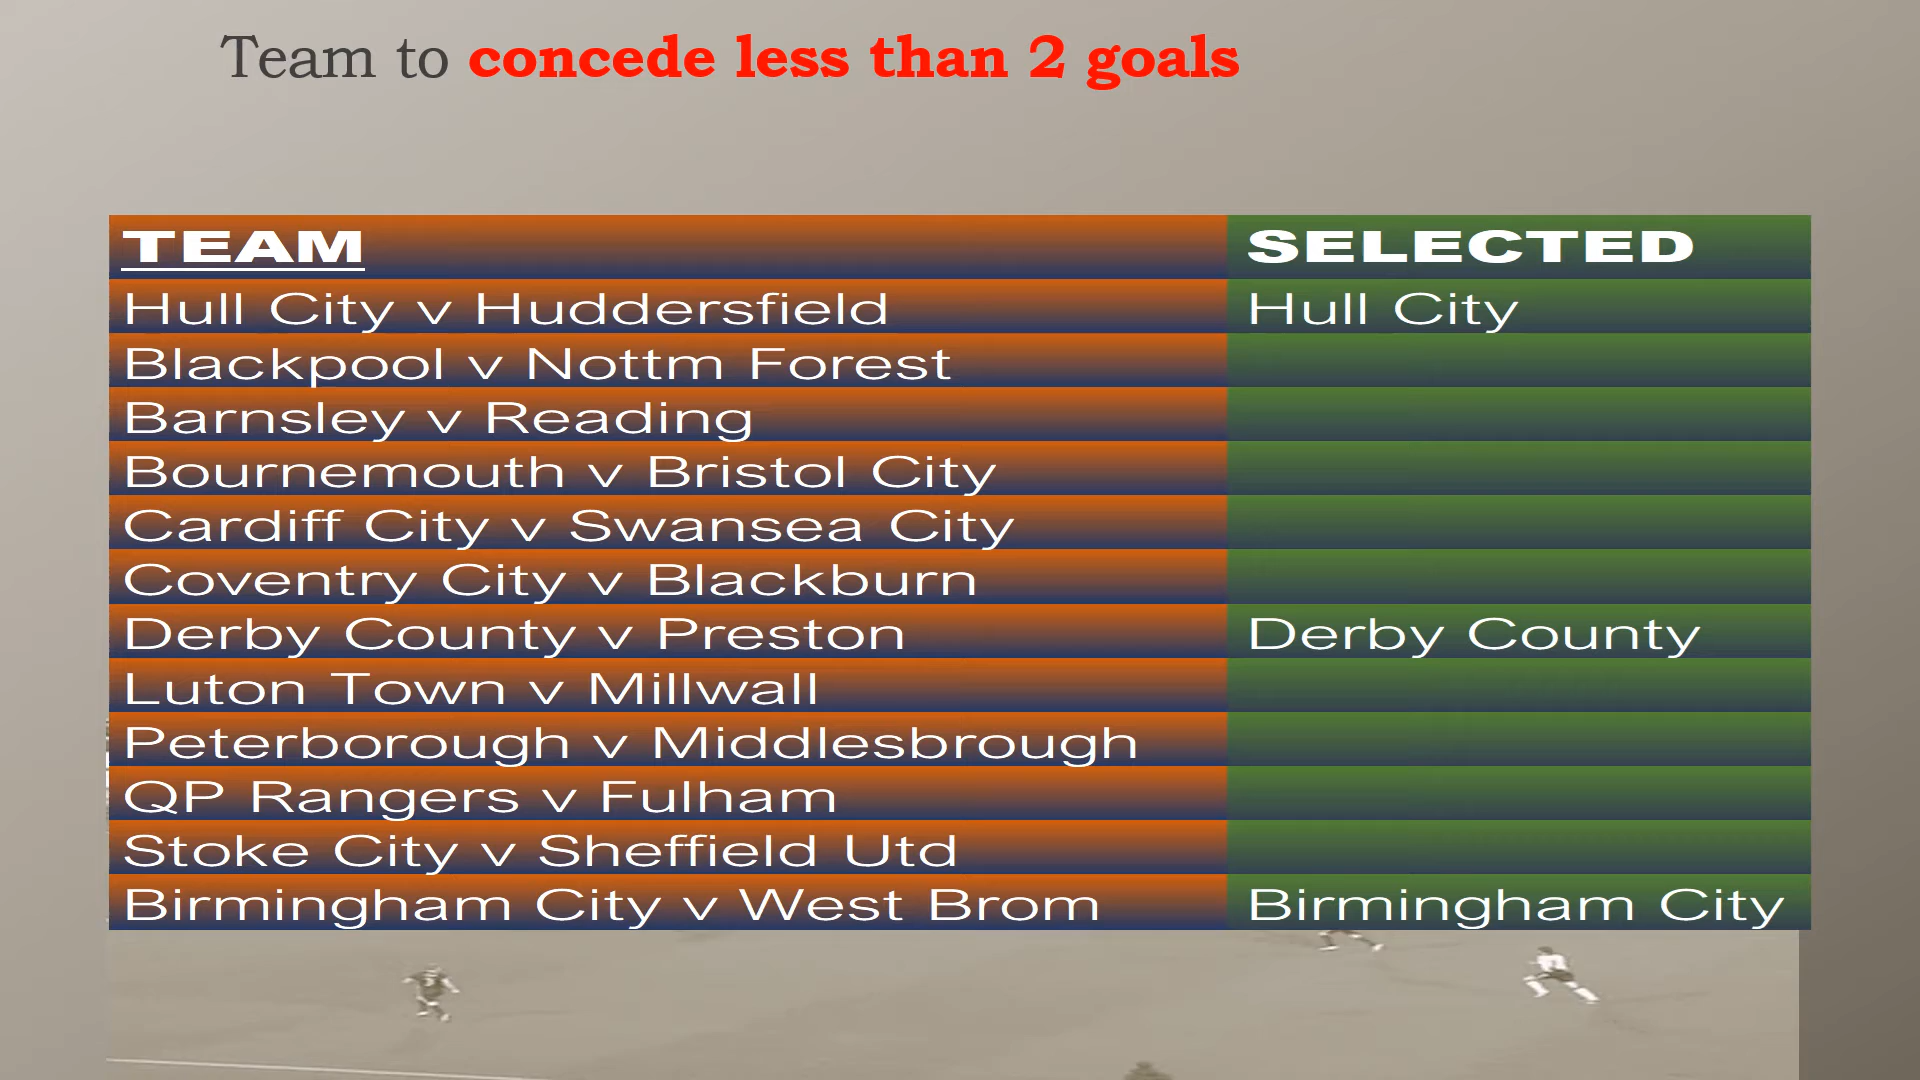 Team to concede less than 2 goals
TEAM SELECTED
Hull City v Huddersfield Hull City
Blackpool v Nottm Forest
Barnsley v Reading
Bournemouth v Bristol City
Cardiff City v Swansea City
Coventry City v Blackburn
Derby County v Preston Derby County
Luton Town v Millwall
Peterborough v Middlesbrough
QP Rangers v Fulham
Stoke City v Sheffield Utd
Birmingham City v West Brom Birmingham City